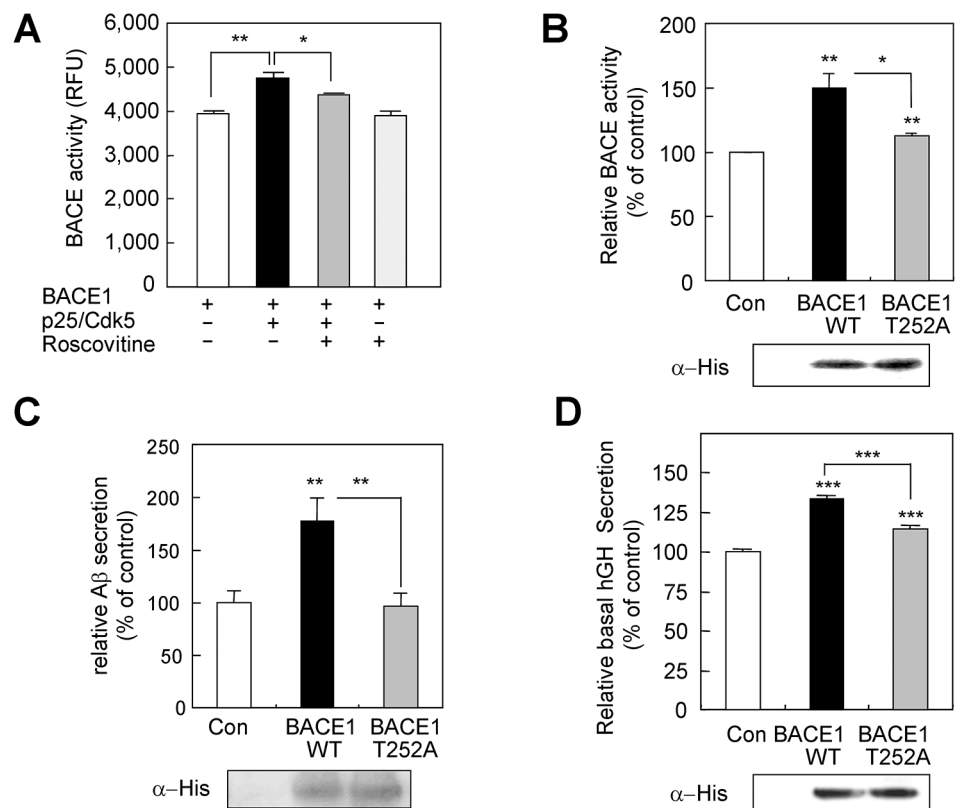 A
BACE activity (RFU)
6,000
5,000
4,000
3,000
2,000
1,000
0
** *
BACE1 + + + +
p25/Cdk5 – + + –
Roscovitine – – + +
B
Relative BACE activity
(% of control)
200
150
100
50
0
** *
**
Con BACE1 BACE1
WT T252A
α–His
C
relative Aβ secretion
(% of control)
250
200
150
100
50
0
** **
Con BACE1 BACE1
WT T252A
α–His
D
Relative basal hGH Secretion
(% of control)
150
125
100
75
50
25
0
***
***
***
Con BACE1 BACE1
WT T252A
α–His